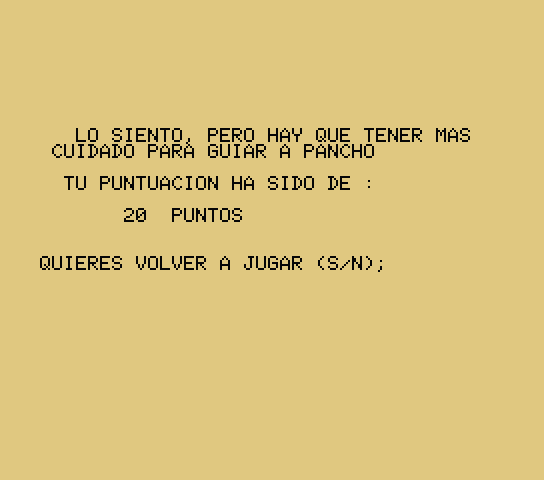 LO SIENTO, PERO HAY QUE TENER MAS
CUIDADO PARA GUIAR A PANCHO
TU PUNTUACION HA SIDO DE :
20 PUNTOS
QUIERES VOLVER A JUGAR (S/N);